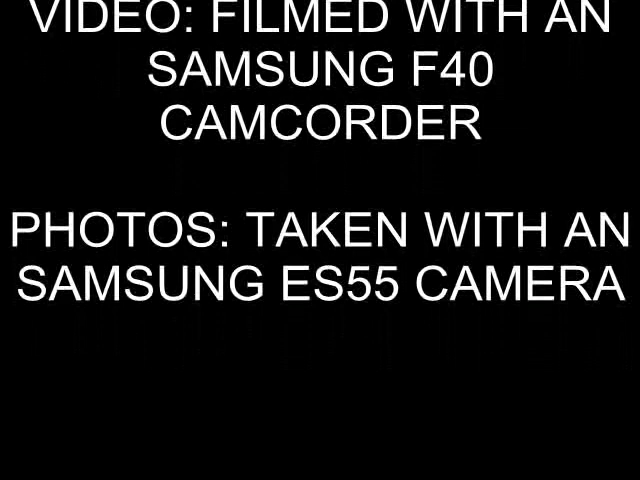 VIDEO: FILMED WITH AN
SAMSUNG F40
CAMCORDER
PHOTOS: TAKEN WITH AN
SAMSUNG ES55 CAMERA